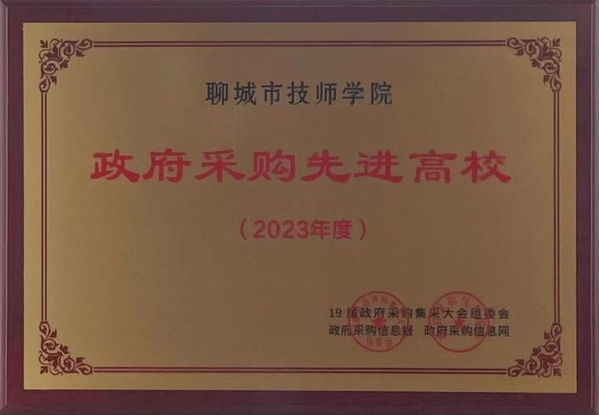 聊城市技师学院
政府采购先进高校
（2023年度）
19届政府采购集采大会组委会
政府采购信息报 政府采购信息网